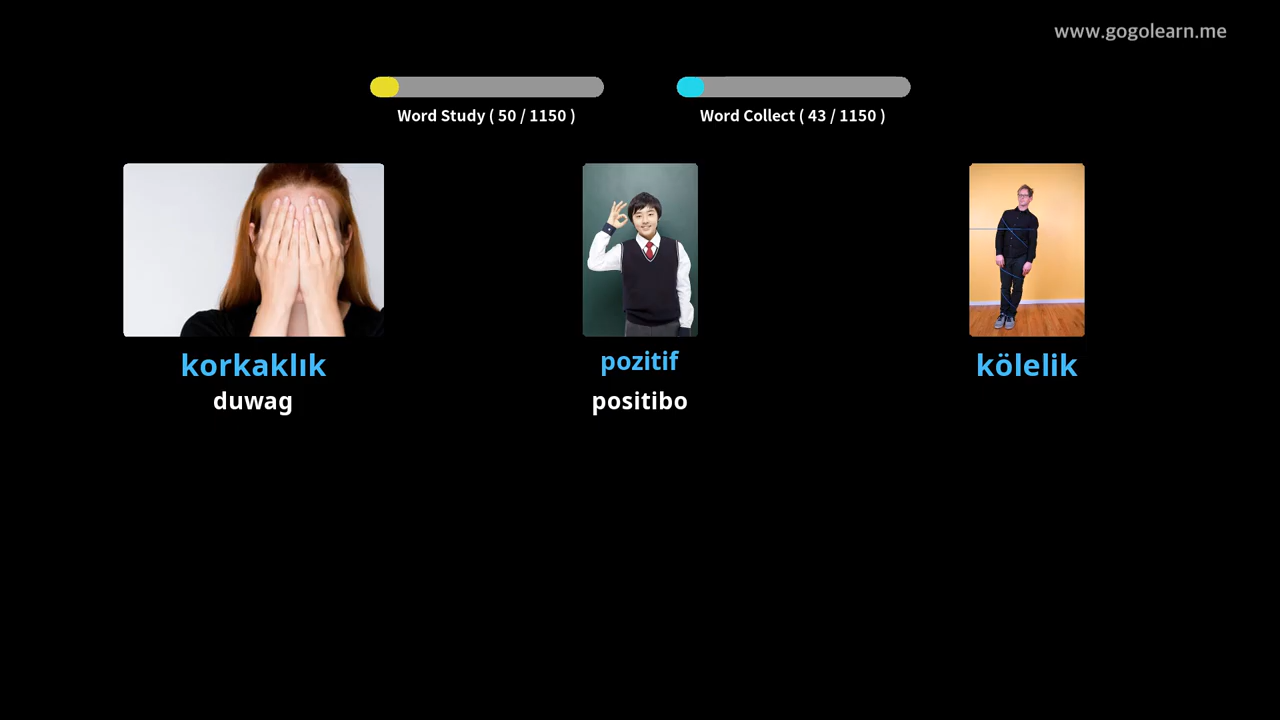 www.gogolearn.me
Word Study ( 50 / 1150 )
Word Collect ( 43 / 1150 )
korkaklık
duwag
pozitif
positibo
kölelik